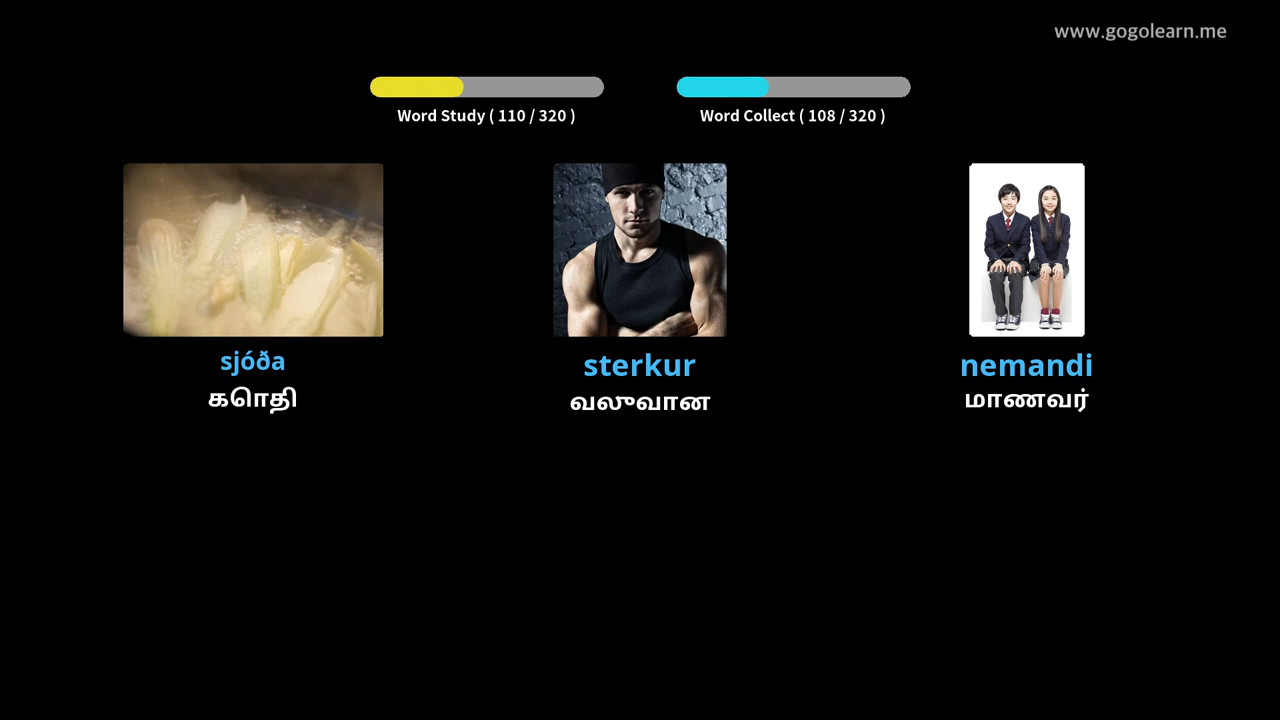 www.gogolearn.me
Word Study ( 110 / 320 )
Word Collect ( 108 / 320 )
sjóða
கொதி
sterkur
வலுவான
nemandi
மாணவர்